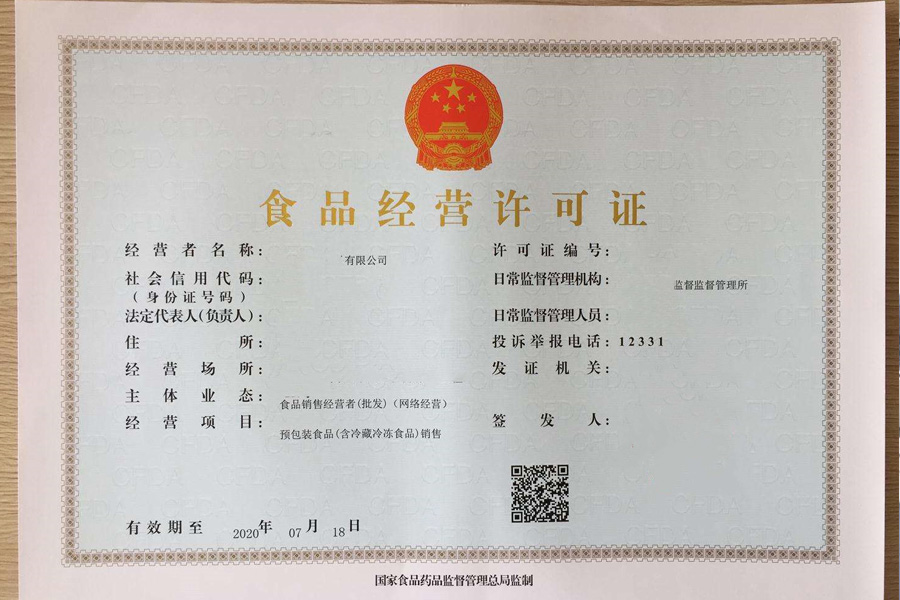 食品经营许可证
经营者名称： 有限公司
社会信用代码：
（身份证号码）
法定代表人(负责人)：
住所：
经营场所：
主体业态： 食品销售经营者(批发)（网络经营）
经营项目： 预包装食品(含冷藏冷冻食品)销售
许可证编号：
日常监督管理机构： 监督监督管理所
日常监督管理人员：
投诉举报电话：12331
发证机关：
签发人：
有效期至 2020年 07月 18日
国家食品药品监督管理总局监制
CFDA